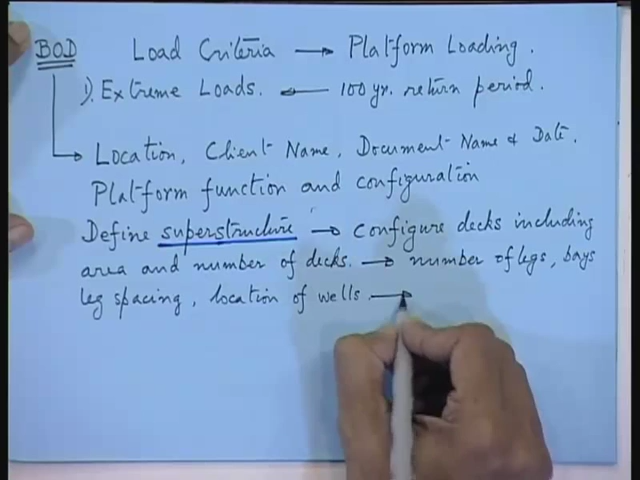 BOD Load Criteria → Platform Loading.
1). Extreme Loads. ← 100 yr. return period.
→ Location, Client Name, Document Name & Date.
Platform function and configuration
Define superstructure → configure decks including
area and number of decks. → number of legs, bays
leg spacing, location of wells. →